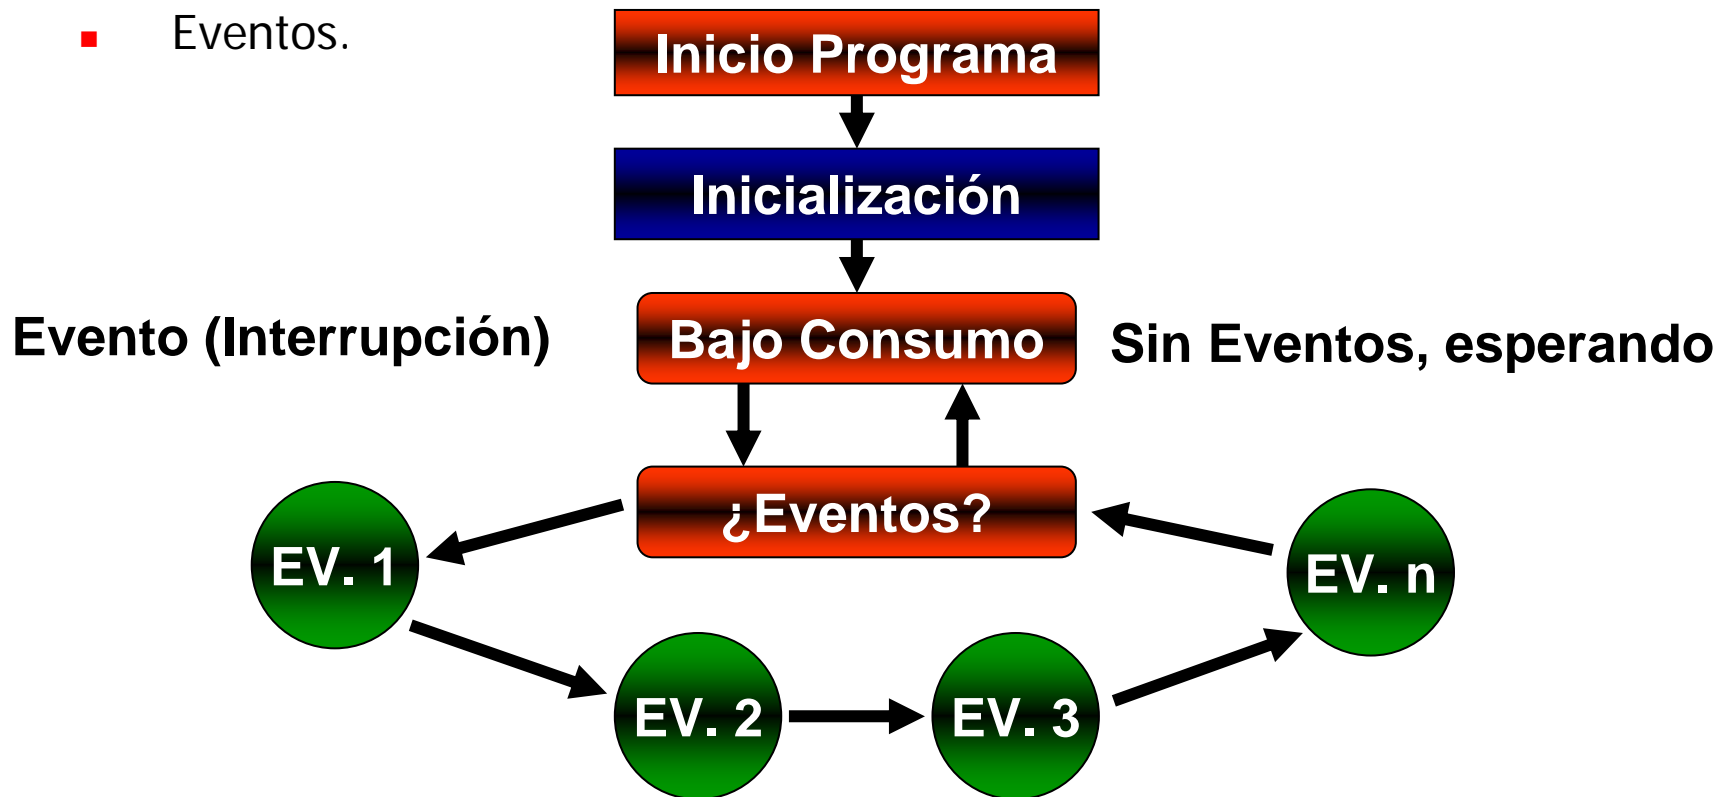 Eventos.
Inicio Programa
Inicialización
Evento (Interrupción)
Bajo Consumo
Sin Eventos, esperando
¿Eventos?
EV. 1
EV. n
EV. 2
EV. 3